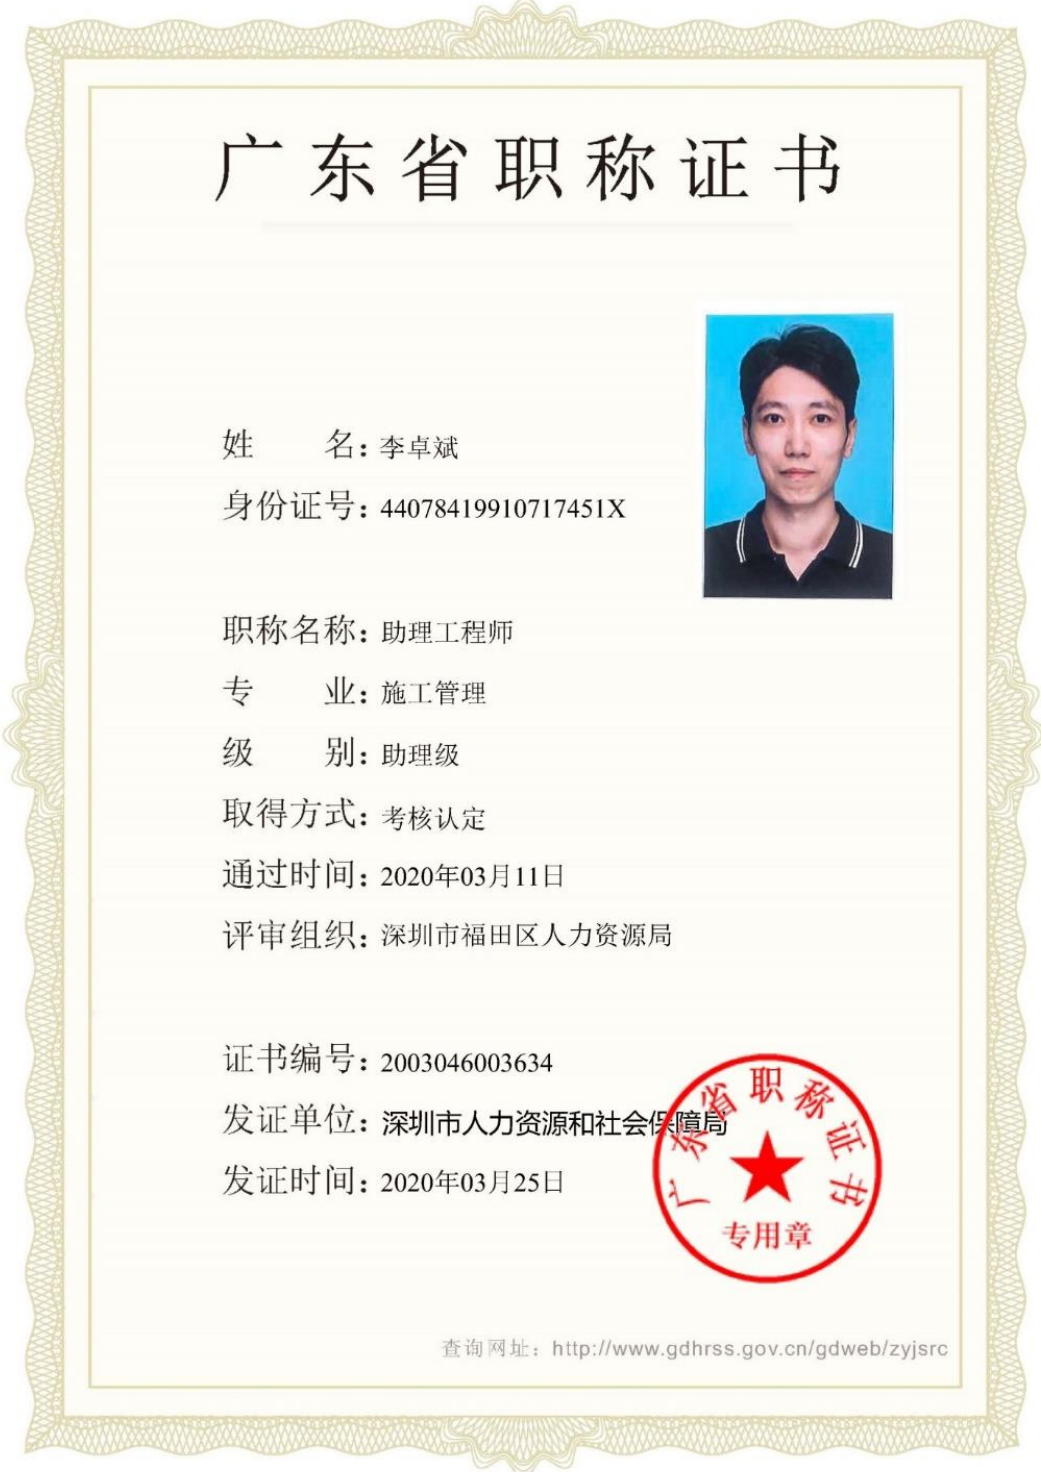 广东省职称证书
姓 名：李卓斌
身份证号：44078419910717451X
职称名称：助理工程师
专 业：施工管理
级 别：助理级
取得方式：考核认定
通过时间：2020年03月11日
评审组织：深圳市福田区人力资源局
证书编号：2003046003634
发证单位：深圳市人力资源和社会保障局
发证时间：2020年03月25日
广东省职称证书
专用章
查询网址：http://www.gdhrss.gov.cn/gdweb/zyjsrc